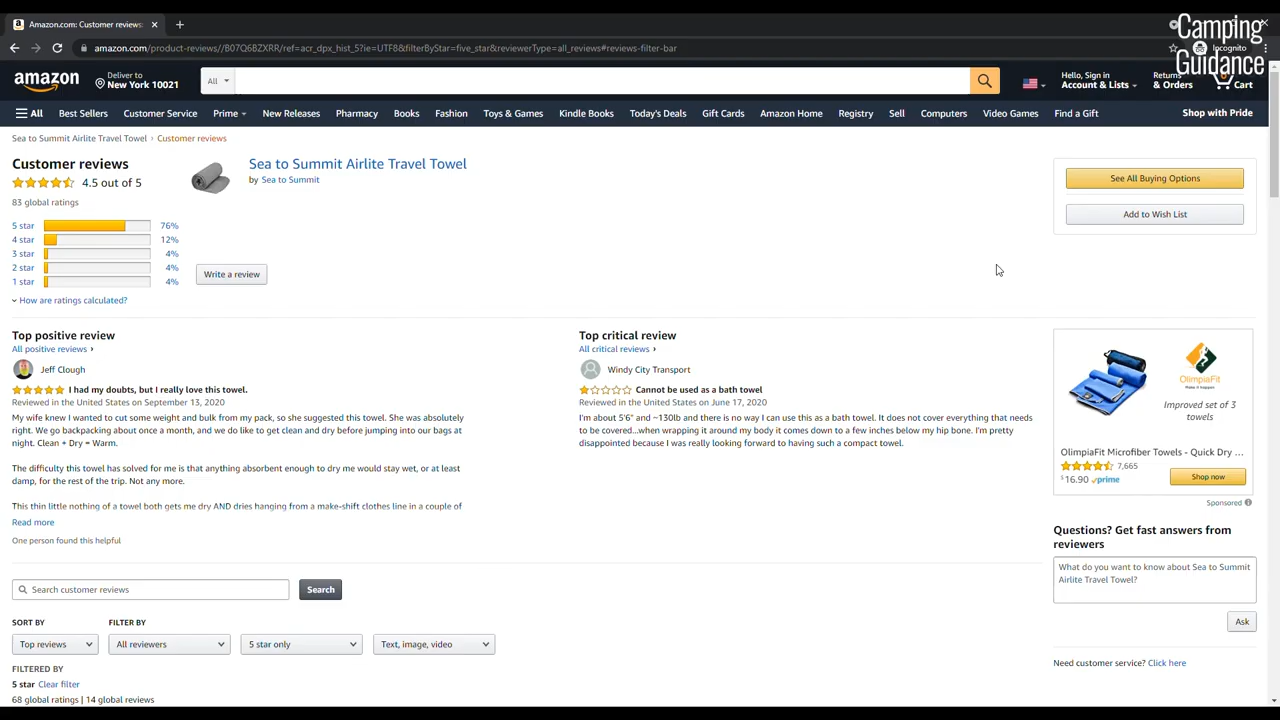 Amazon.com: Customer reviews:
Camping
Guidance
amazon.com/product-reviews//B07Q6BZXRR/ref=acr_dpx_hist_5?ie=UTF8&filterByStar=five_star&reviewerType=all_reviews#reviews-filter-bar
Incognito
amazon
Deliver to
New York 10021
All
Hello, Sign in
Account & Lists
Returns
& Orders
0
Cart
All
Best Sellers
Customer Service
Prime
New Releases
Pharmacy
Books
Fashion
Toys & Games
Kindle Books
Today's Deals
Gift Cards
Amazon Home
Registry
Sell
Computers
Video Games
Find a Gift
Shop with Pride
Sea to Summit Airlite Travel Towel › Customer reviews
Customer reviews
4.5 out of 5
83 global ratings
5 star 76%
4 star 12%
3 star 4%
2 star 4%
1 star 4%
How are ratings calculated?
Sea to Summit Airlite Travel Towel
by Sea to Summit
Write a review
See All Buying Options
Add to Wish List
Top positive review
All positive reviews ›
Jeff Clough
I had my doubts, but I really love this towel.
Reviewed in the United States on September 13, 2020
My wife knew I wanted to cut some weight and bulk from my pack, so she suggested this towel. She was absolutely
right. We go backpacking about once a month, and we do like to get clean and dry before jumping into our bags at
night. Clean + Dry = Warm.
The difficulty this towel has solved for me is that anything absorbent enough to dry me would stay wet, or at least
damp, for the rest of the trip. Not any more.
This thin little nothing of a towel both gets me dry AND dries hanging from a make-shift clothes line in a couple of
Read more
One person found this helpful
Top critical review
All critical reviews ›
Windy City Transport
Cannot be used as a bath towel
Reviewed in the United States on June 17, 2020
I'm about 5'6" and ~130lb and there is no way I can use this as a bath towel. It does not cover everything that needs
to be covered...when wrapping it around my body it comes down to a few inches below my hip bone. I'm pretty
disappointed because I was really looking forward to having such a compact towel.
OlimpiaFit
Make it happen
Improved set of 3
towels
OlimpiaFit Microfiber Towels - Quick Dry ...
7,665
$16.90 prime
Shop now
Sponsored
Questions? Get fast answers from
reviewers
What do you want to know about Sea to Summit
Airlite Travel Towel?
Ask
Need customer service? Click here
Search customer reviews
Search
SORT BY
FILTER BY
Top reviews
All reviewers
5 star only
Text, image, video
FILTERED BY
5 star Clear filter
68 global ratings | 14 global reviews